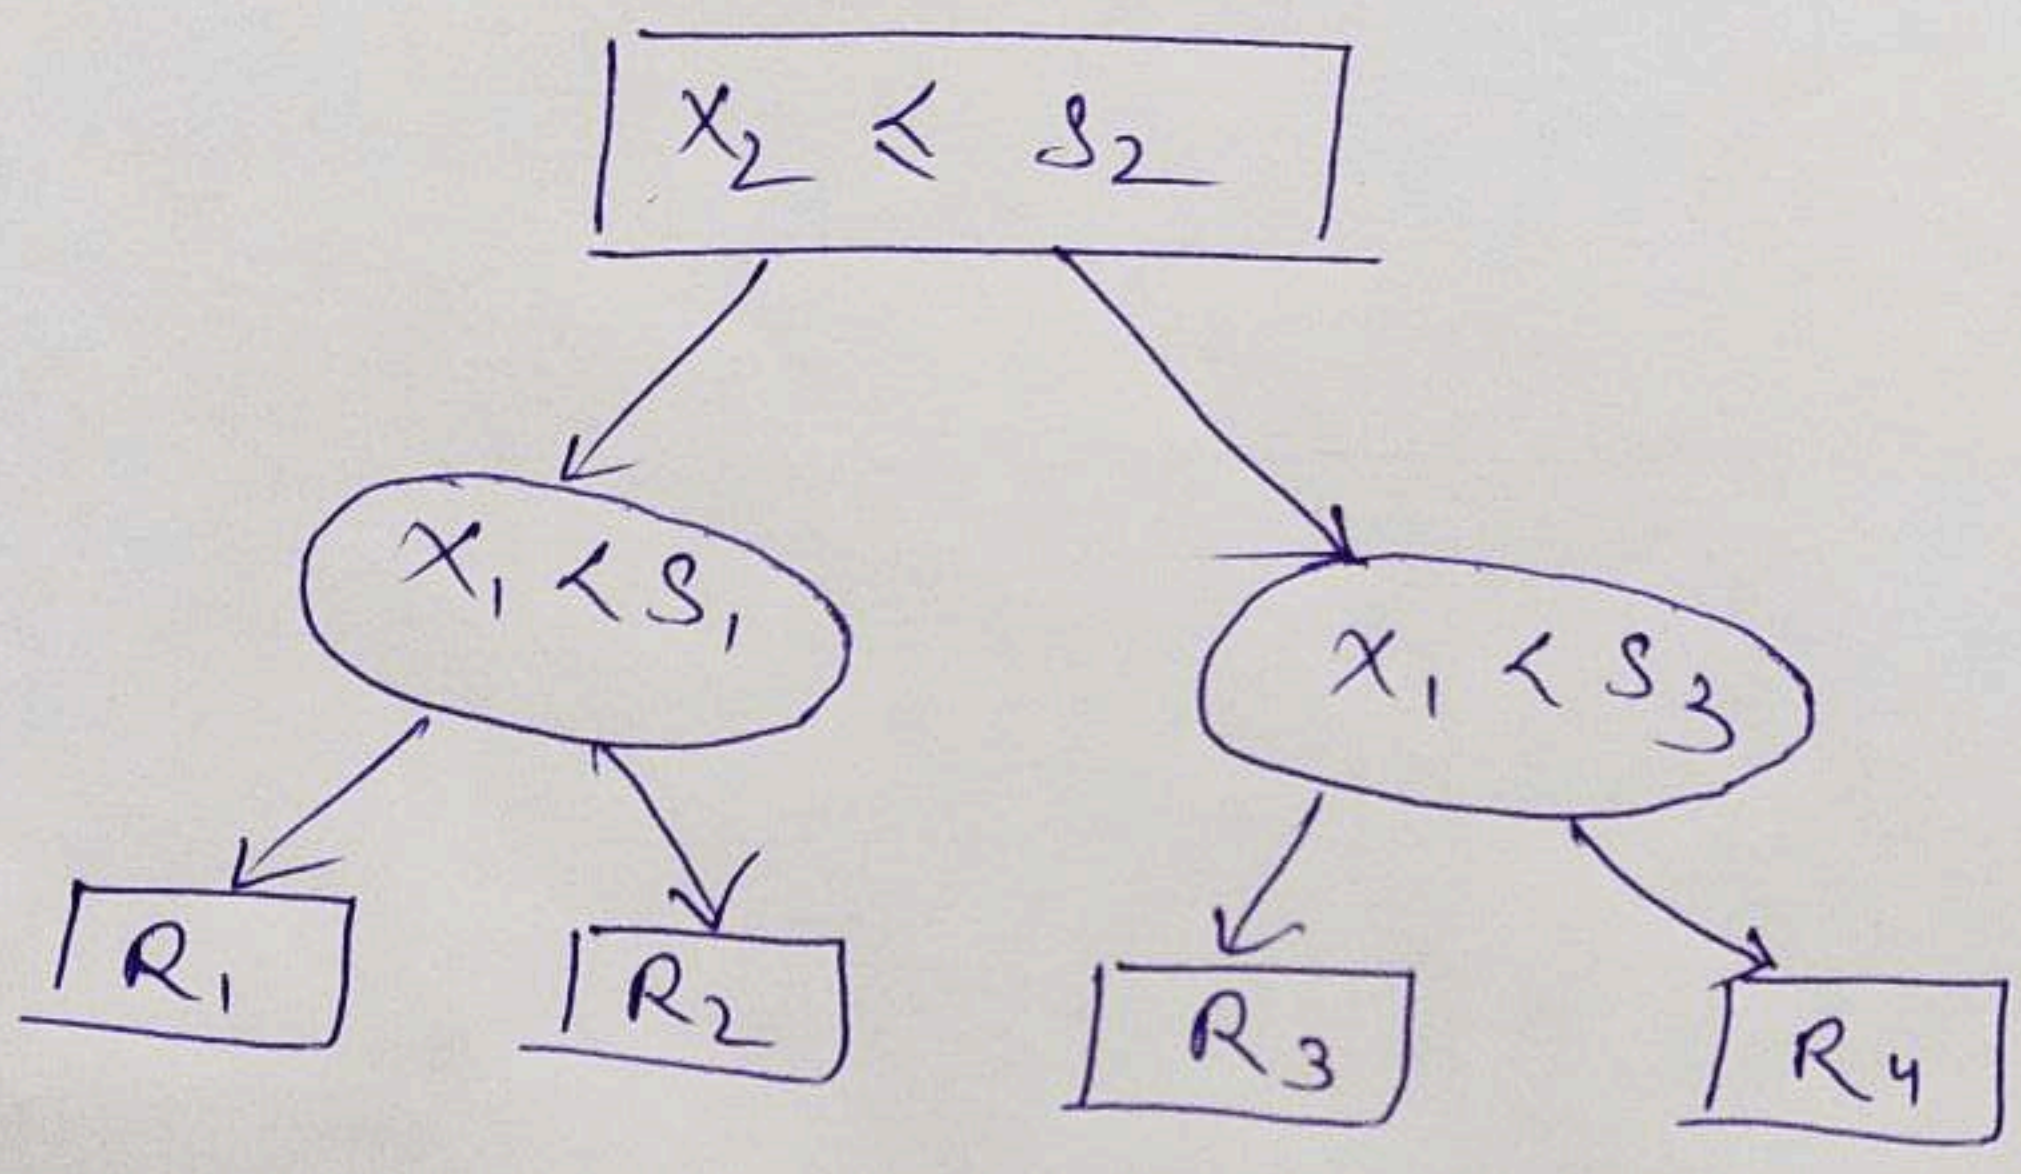 X₂ ≤ S₂
X₁ < S₁
X₁ < S₃
R₁
R₂
R₃
R₄